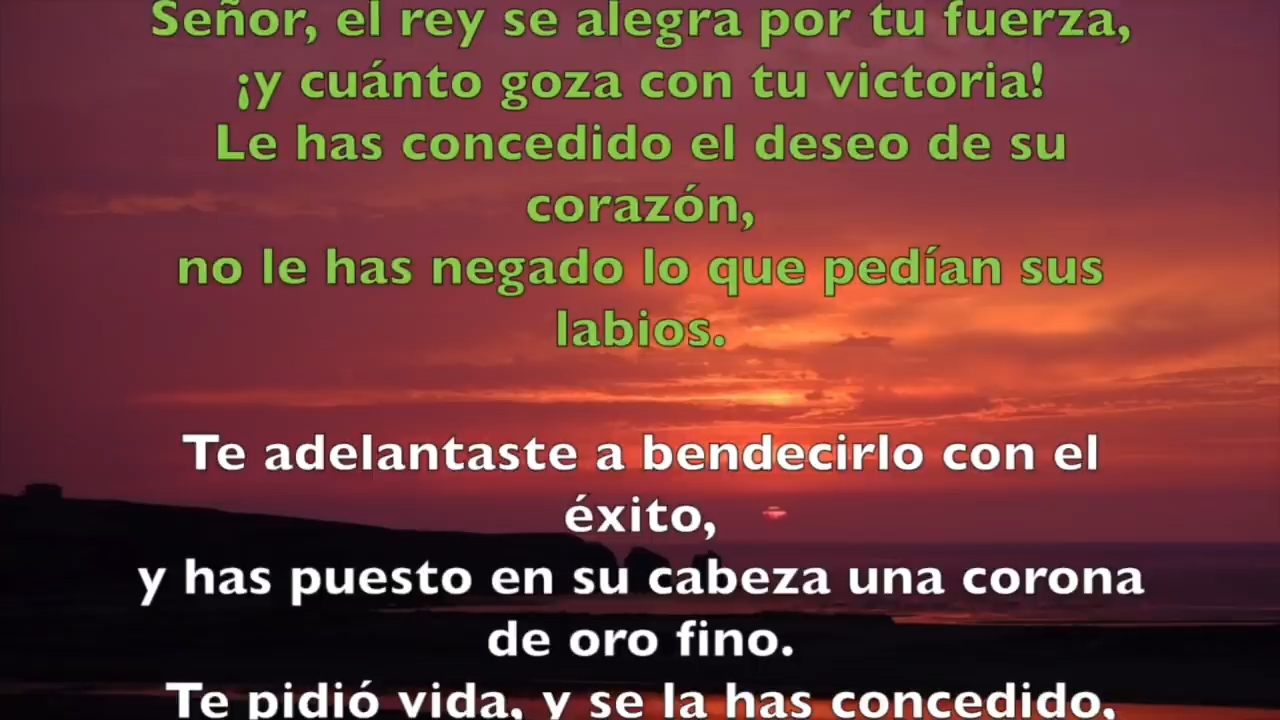 Señor, el rey se alegra por tu fuerza,
¡y cuánto goza con tu victoria!
Le has concedido el deseo de su
corazón,
no le has negado lo que pedían sus
labios.
Te adelantaste a bendecirlo con el
éxito,
y has puesto en su cabeza una corona
de oro fino.
Te pidió vida, y se la has concedido,